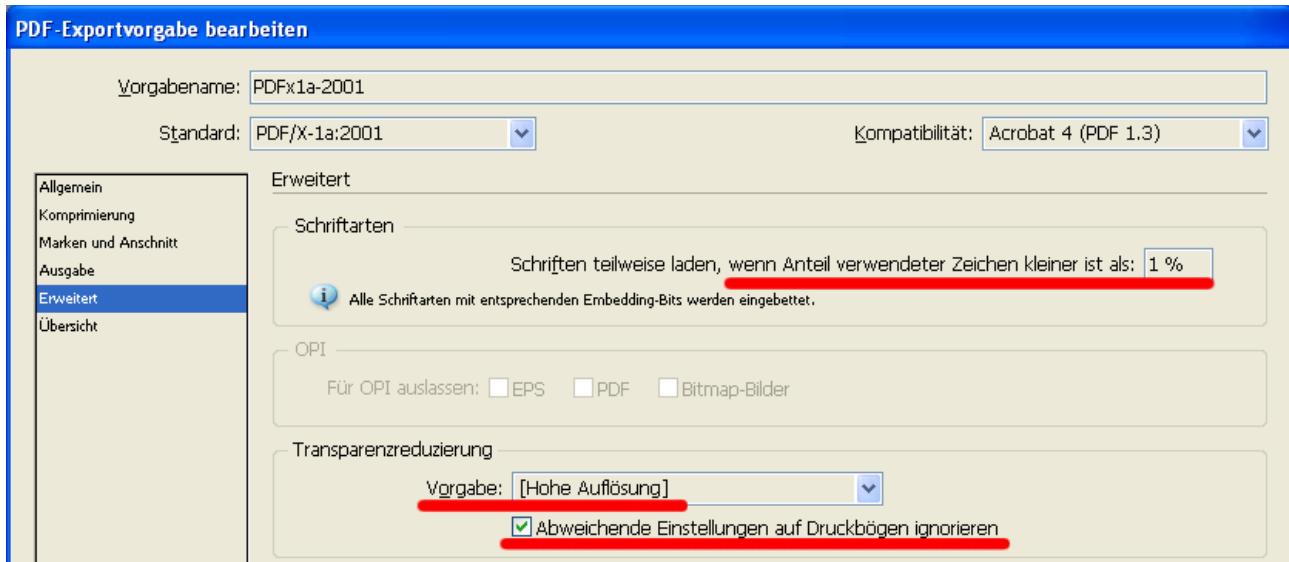 PDF-Exportvorgabe bearbeiten
Vorgabename: PDFx1a-2001
Standard: PDF/X-1a:2001 Kompatibilität: Acrobat 4 (PDF 1.3)
Allgemein
Komprimierung
Marken und Anschnitt
Ausgabe
Erweitert
Übersicht
Erweitert
Schriftarten
Schriften teilweise laden, wenn Anteil verwendeter Zeichen kleiner ist als: 1 %
Alle Schriftarten mit entsprechenden Embedding-Bits werden eingebettet.
OPI
Für OPI auslassen: EPS PDF Bitmap-Bilder
Transparenzreduzierung
Vorgabe: [Hohe Auflösung]
Abweichende Einstellungen auf Druckbögen ignorieren